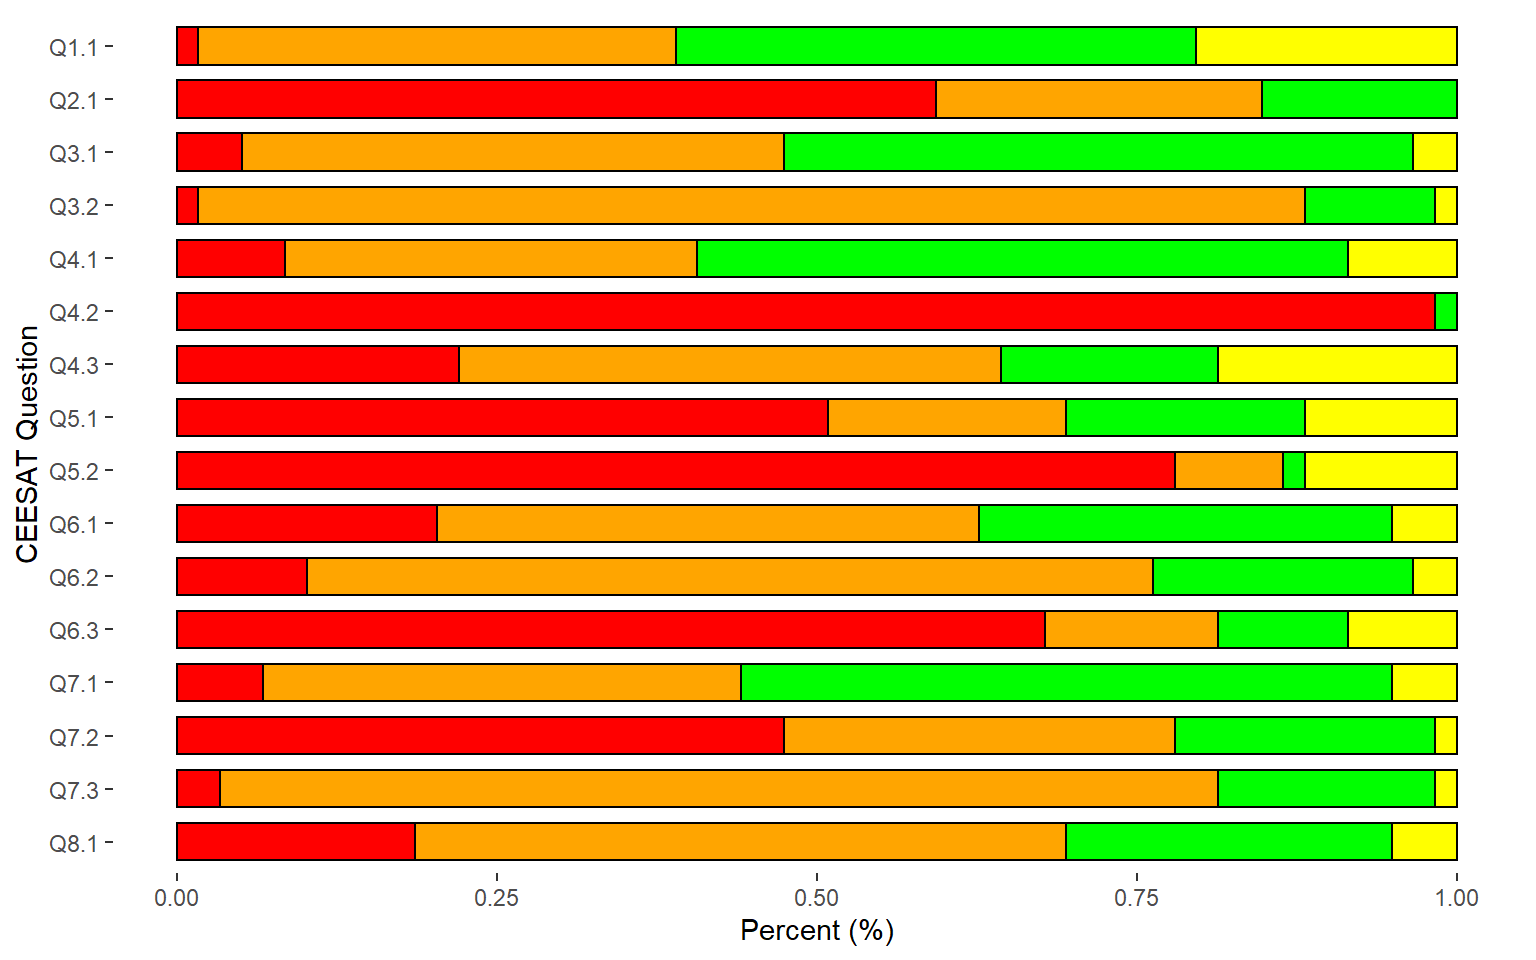 Q1.1
Q2.1
Q3.1
Q3.2
Q4.1
Q4.2
Q4.3
Q5.1
Q5.2
Q6.1
Q6.2
Q6.3
Q7.1
Q7.2
Q7.3
Q8.1
CEESAT Question
0.00 0.25 0.50 0.75 1.00
Percent (%)